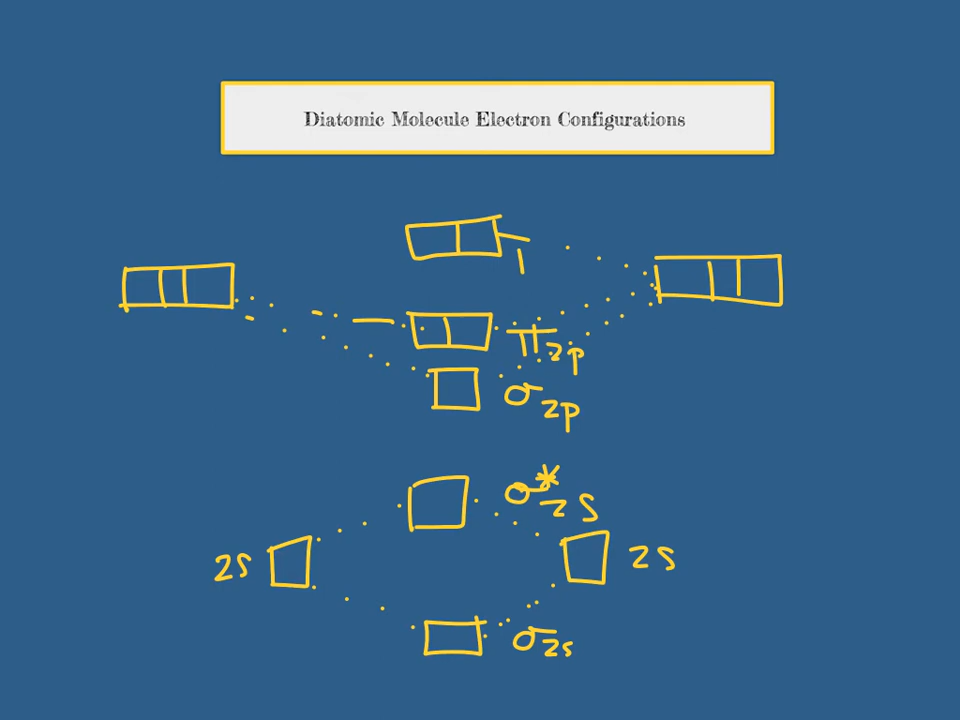 Diatomic Molecule Electron Configurations
π2p
σ2p
σ*2s
2s
2s
σ2s